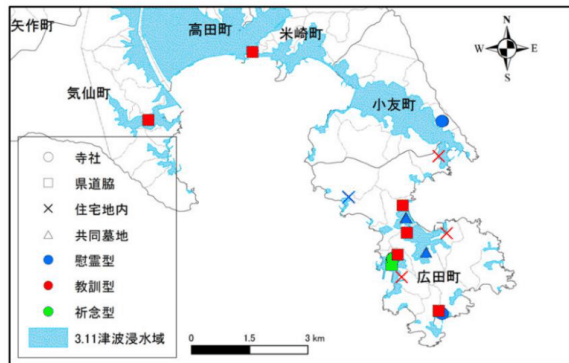 矢作町
高田町
米崎町
気仙町
小友町
広田町
N
W
E
S
寺社
県道脇
住宅地内
共同墓地
慰霊型
教訓型
祈念型
3.11津波浸水域
0 1.5 3 km